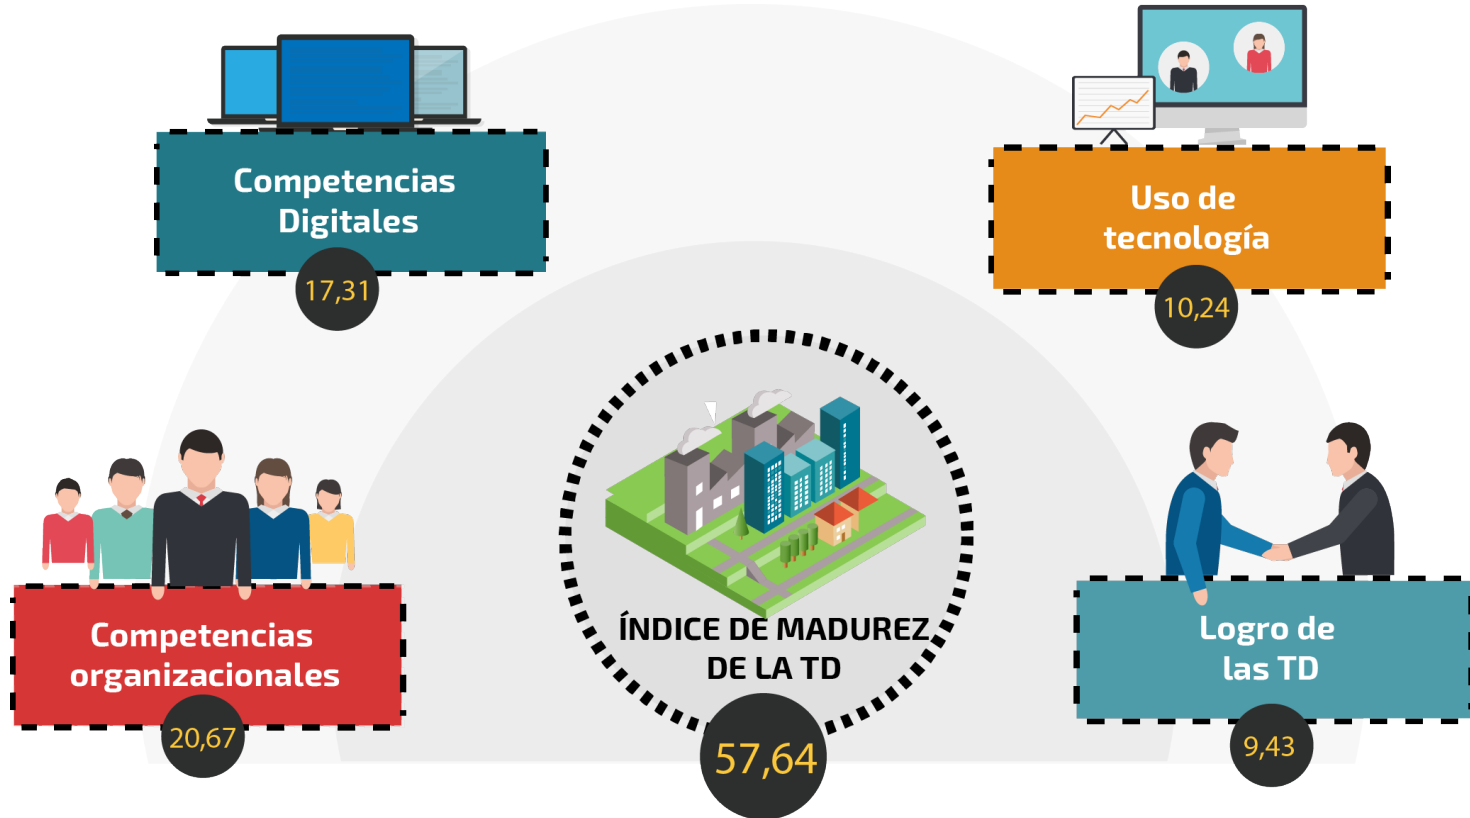 Competencias
Digitales
17,31
Uso de
tecnología
10,24
Competencias
organizacionales
20,67
ÍNDICE DE MADUREZ
DE LA TD
57,64
Logro de
las TD
9,43